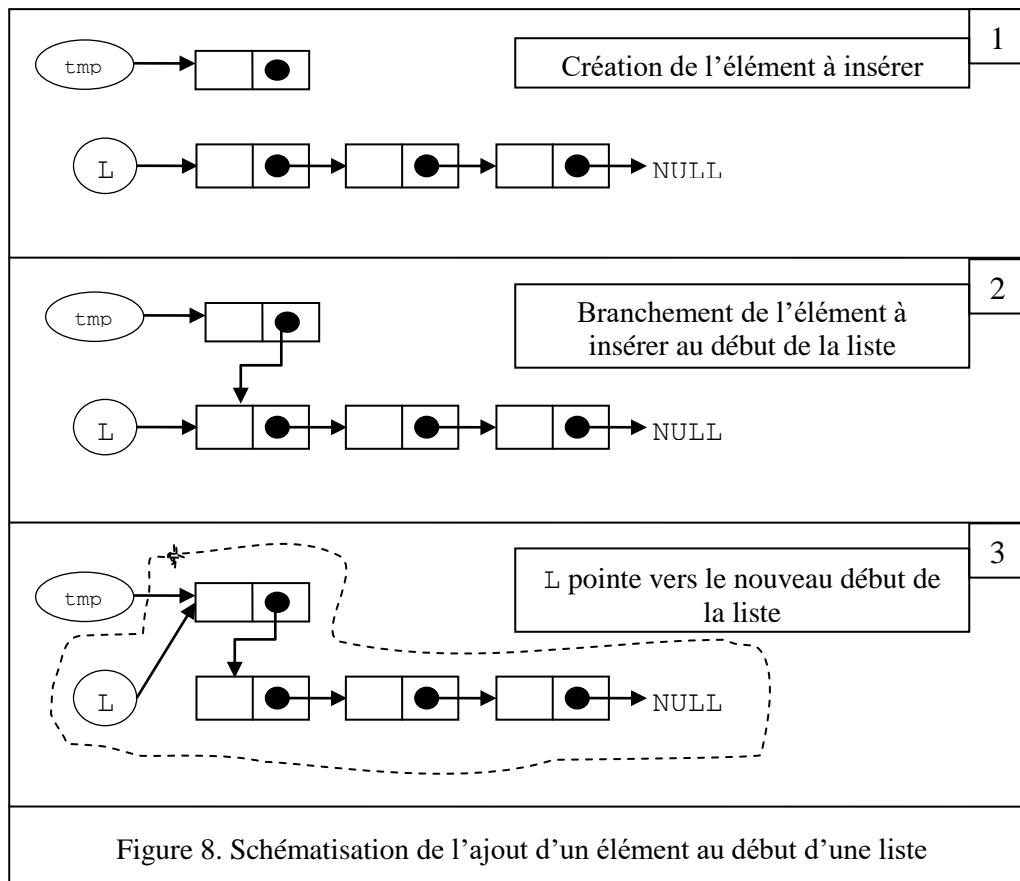 1
tmp
Création de l’élément à insérer
L
NULL
2
tmp
Branchement de l’élément à
insérer au début de la liste
L
NULL
3
tmp
L pointe vers le nouveau début de
la liste
L
NULL
Figure 8. Schématisation de l’ajout d’un élément au début d’une liste